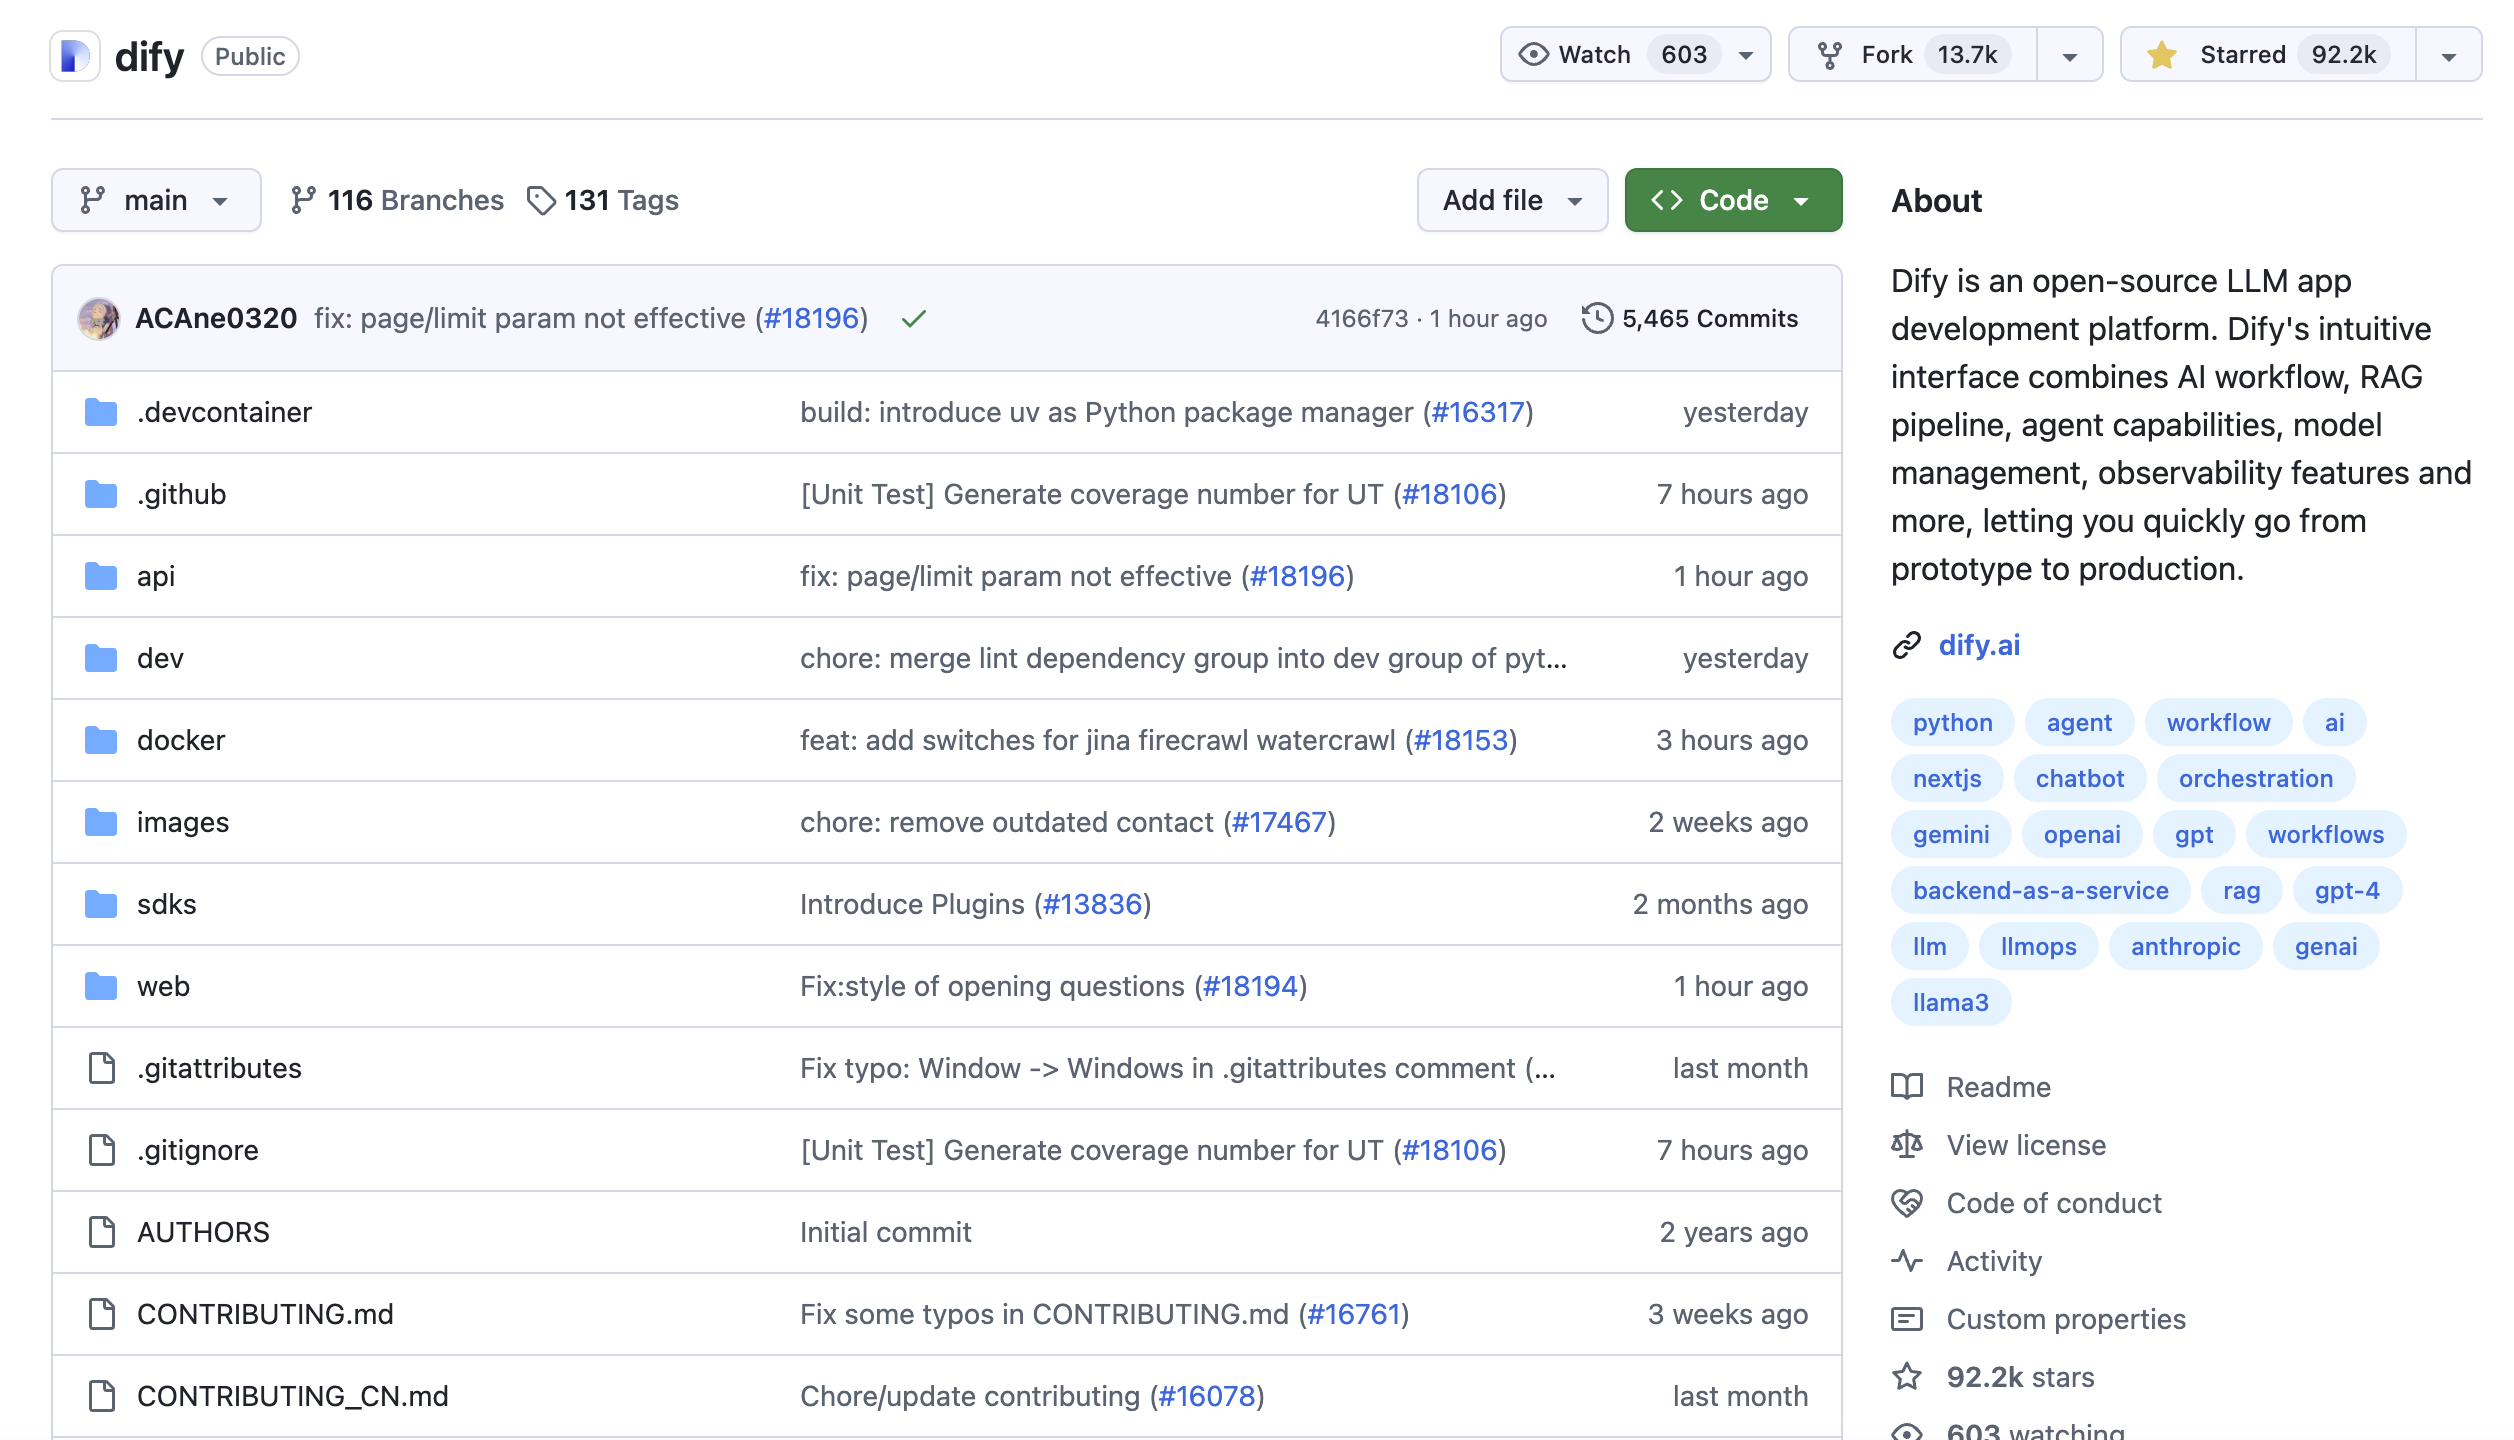 dify Public Watch 603 Fork 13.7k Starred 92.2k
main 116 Branches 131 Tags Add file Code
ACAne0320 fix: page/limit param not effective (#18196) 4166f73 · 1 hour ago 5,465 Commits
.devcontainer build: introduce uv as Python package manager (#16317) yesterday
.github [Unit Test] Generate coverage number for UT (#18106) 7 hours ago
api fix: page/limit param not effective (#18196) 1 hour ago
dev chore: merge lint dependency group into dev group of pyt... yesterday
docker feat: add switches for jina firecrawl watercrawl (#18153) 3 hours ago
images chore: remove outdated contact (#17467) 2 weeks ago
sdks Introduce Plugins (#13836) 2 months ago
web Fix:style of opening questions (#18194) 1 hour ago
.gitattributes Fix typo: Window -> Windows in .gitattributes comment (... last month
.gitignore [Unit Test] Generate coverage number for UT (#18106) 7 hours ago
AUTHORS Initial commit 2 years ago
CONTRIBUTING.md Fix some typos in CONTRIBUTING.md (#16761) 3 weeks ago
CONTRIBUTING_CN.md Chore/update contributing (#16078) last month
About
Dify is an open-source LLM app
development platform. Dify's intuitive
interface combines AI workflow, RAG
pipeline, agent capabilities, model
management, observability features and
more, letting you quickly go from
prototype to production.
dify.ai
python agent workflow ai
nextjs chatbot orchestration
gemini openai gpt workflows
backend-as-a-service rag gpt-4
llm llmops anthropic genai
llama3
Readme
View license
Code of conduct
Activity
Custom properties
92.2k stars
603 watching